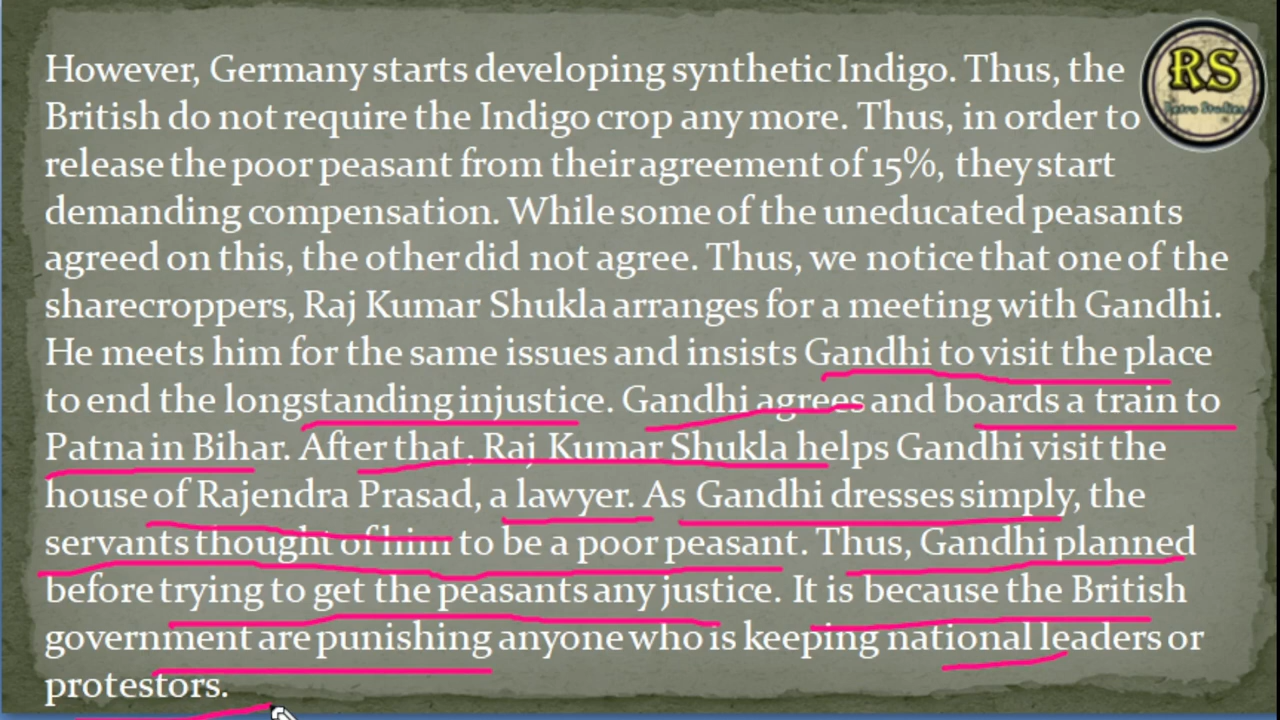 However, Germany starts developing synthetic Indigo. Thus, the
British do not require the Indigo crop any more. Thus, in order to
release the poor peasant from their agreement of 15%, they start
demanding compensation. While some of the uneducated peasants
agreed on this, the other did not agree. Thus, we notice that one of the
sharecroppers, Raj Kumar Shukla arranges for a meeting with Gandhi.
He meets him for the same issues and insists Gandhi to visit the place
to end the longstanding injustice. Gandhi agrees and boards a train to
Patna in Bihar. After that, Raj Kumar Shukla helps Gandhi visit the
house of Rajendra Prasad, a lawyer. As Gandhi dresses simply, the
servants thought of him to be a poor peasant. Thus, Gandhi planned
before trying to get the peasants any justice. It is because the British
government are punishing anyone who is keeping national leaders or
protestors.
RS
Studies